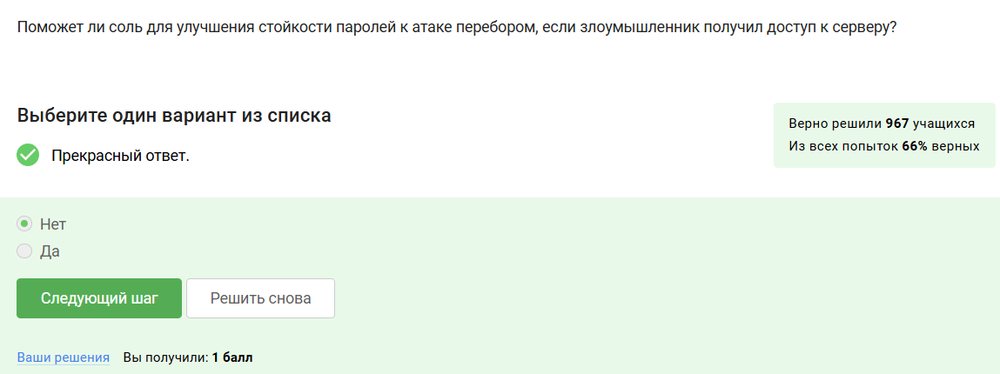 Поможет ли соль для улучшения стойкости паролей к атаке перебором, если злоумышленник получил доступ к серверу?
Выберите один вариант из списка
Прекрасный ответ.
Верно решили 967 учащихся
Из всех попыток 66% верных
Нет
Да
Следующий шаг
Решить снова
Ваши решения Вы получили: 1 балл